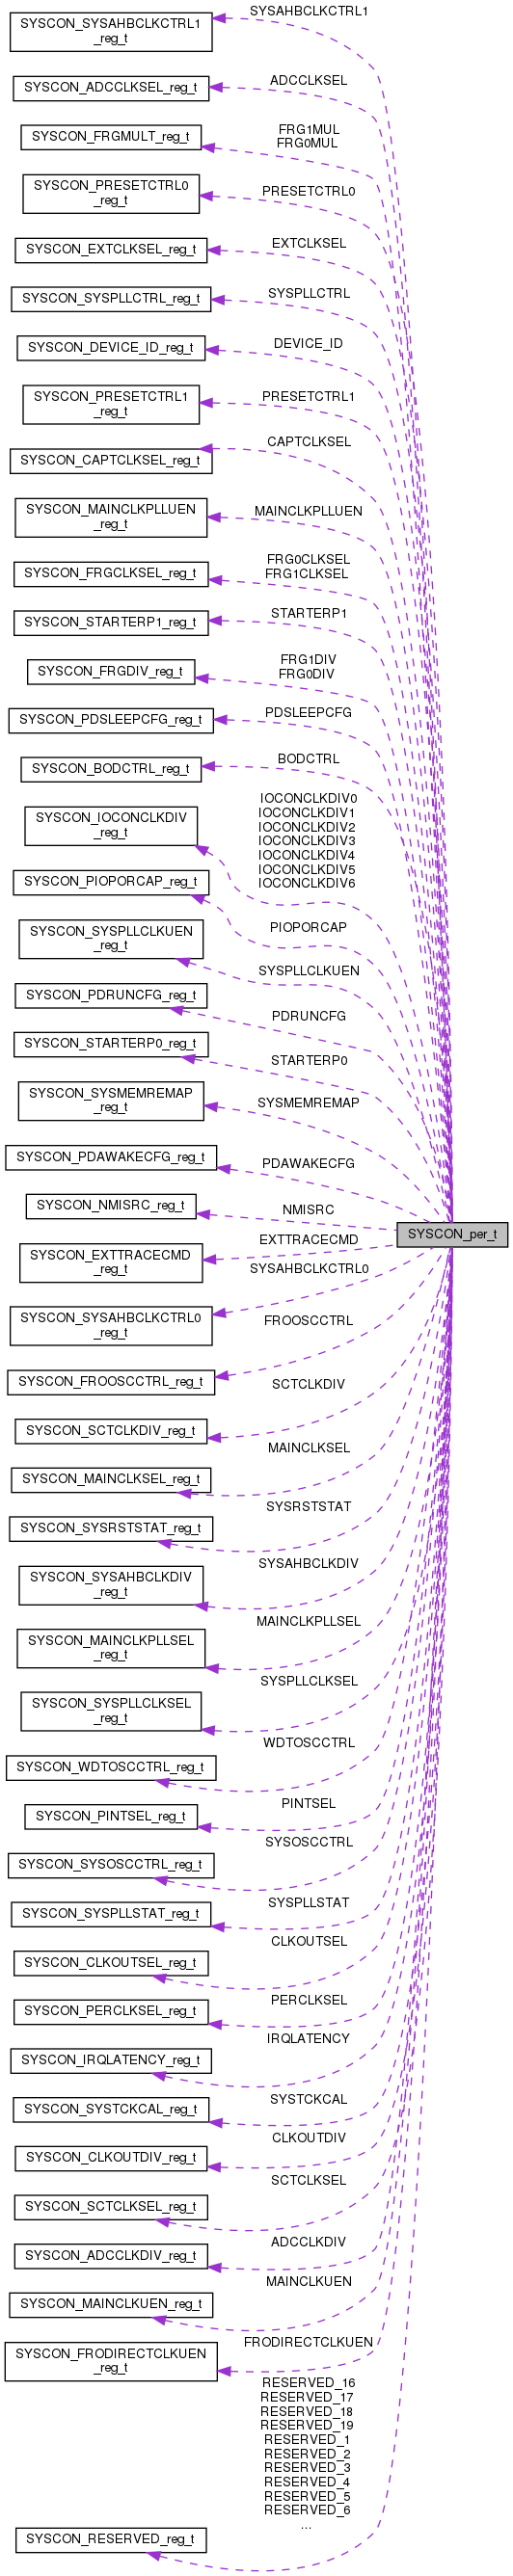 SYSAHBCLKCTRL1
SYSCON_SYSAHBCLKCTRL1
_reg_t
ADCCLKSEL
SYSCON_ADCCLKSEL_reg_t
FRG1MUL
FRG0MUL
SYSCON_FRGMULT_reg_t
PRESETCTRL0
SYSCON_PRESETCTRL0
_reg_t
EXTCLKSEL
SYSCON_EXTCLKSEL_reg_t
SYSPLLCTRL
SYSCON_SYSPLLCTRL_reg_t
DEVICE_ID
SYSCON_DEVICE_ID_reg_t
PRESETCTRL1
SYSCON_PRESETCTRL1
_reg_t
CAPTCLKSEL
SYSCON_CAPTCLKSEL_reg_t
MAINCLKPLLUEN
SYSCON_MAINCLKPLLUEN
_reg_t
FRG0CLKSEL
FRG1CLKSEL
SYSCON_FRGCLKSEL_reg_t
STARTERP1
SYSCON_STARTERP1_reg_t
FRG1DIV
FRG0DIV
SYSCON_FRGDIV_reg_t
PDSLEEPCFG
SYSCON_PDSLEEPCFG_reg_t
BODCTRL
SYSCON_BODCTRL_reg_t
IOCONCLKDIV0
IOCONCLKDIV1
IOCONCLKDIV2
IOCONCLKDIV3
IOCONCLKDIV4
IOCONCLKDIV5
IOCONCLKDIV6
SYSCON_IOCONCLKDIV
_reg_t
PIOPORCAP
SYSCON_PIOPORCAP_reg_t
SYSPLLCLKUEN
SYSCON_SYSPLLCLKUEN
_reg_t
PDRUNCFG
SYSCON_PDRUNCFG_reg_t
STARTERP0
SYSCON_STARTERP0_reg_t
SYSMEMREMAP
SYSCON_SYSMEMREMAP
_reg_t
PDAWAKECFG
SYSCON_PDAWAKECFG_reg_t
NMISRC
SYSCON_NMISRC_reg_t
SYSCON_per_t
EXTTRACECMD
SYSCON_EXTTRACECMD
_reg_t
SYSAHBCLKCTRL0
SYSCON_SYSAHBCLKCTRL0
_reg_t
FROOSCCTRL
SYSCON_FROOSCCTRL_reg_t
SCTCLKDIV
SYSCON_SCTCLKDIV_reg_t
MAINCLKSEL
SYSCON_MAINCLKSEL_reg_t
SYSRSTSTAT
SYSCON_SYSRSTSTAT_reg_t
SYSAHBCLKDIV
SYSCON_SYSAHBCLKDIV
_reg_t
MAINCLKPLLSEL
SYSCON_MAINCLKPLLSEL
_reg_t
SYSPLLCLKSEL
SYSCON_SYSPLLCLKSEL
_reg_t
WDTOSCCTRL
SYSCON_WDTOSCCTRL_reg_t
PINTSEL
SYSCON_PINTSEL_reg_t
SYSOSCCTRL
SYSCON_SYSOSCCTRL_reg_t
SYSPLLSTAT
SYSCON_SYSPLLSTAT_reg_t
CLKOUTSEL
SYSCON_CLKOUTSEL_reg_t
PERCLKSEL
SYSCON_PERCLKSEL_reg_t
IRQLATENCY
SYSCON_IRQLATENCY_reg_t
SYSTCKCAL
SYSCON_SYSTCKCAL_reg_t
CLKOUTDIV
SYSCON_CLKOUTDIV_reg_t
SCTCLKSEL
SYSCON_SCTCLKSEL_reg_t
ADCCLKDIV
SYSCON_ADCCLKDIV_reg_t
MAINCLKUEN
SYSCON_MAINCLKUEN_reg_t
FRODIRECTCLKUEN
SYSCON_FRODIRECTCLKUEN
_reg_t
RESERVED_16
RESERVED_17
RESERVED_18
RESERVED_19
RESERVED_1
RESERVED_2
RESERVED_3
RESERVED_4
RESERVED_5
RESERVED_6
...
SYSCON_RESERVED_reg_t